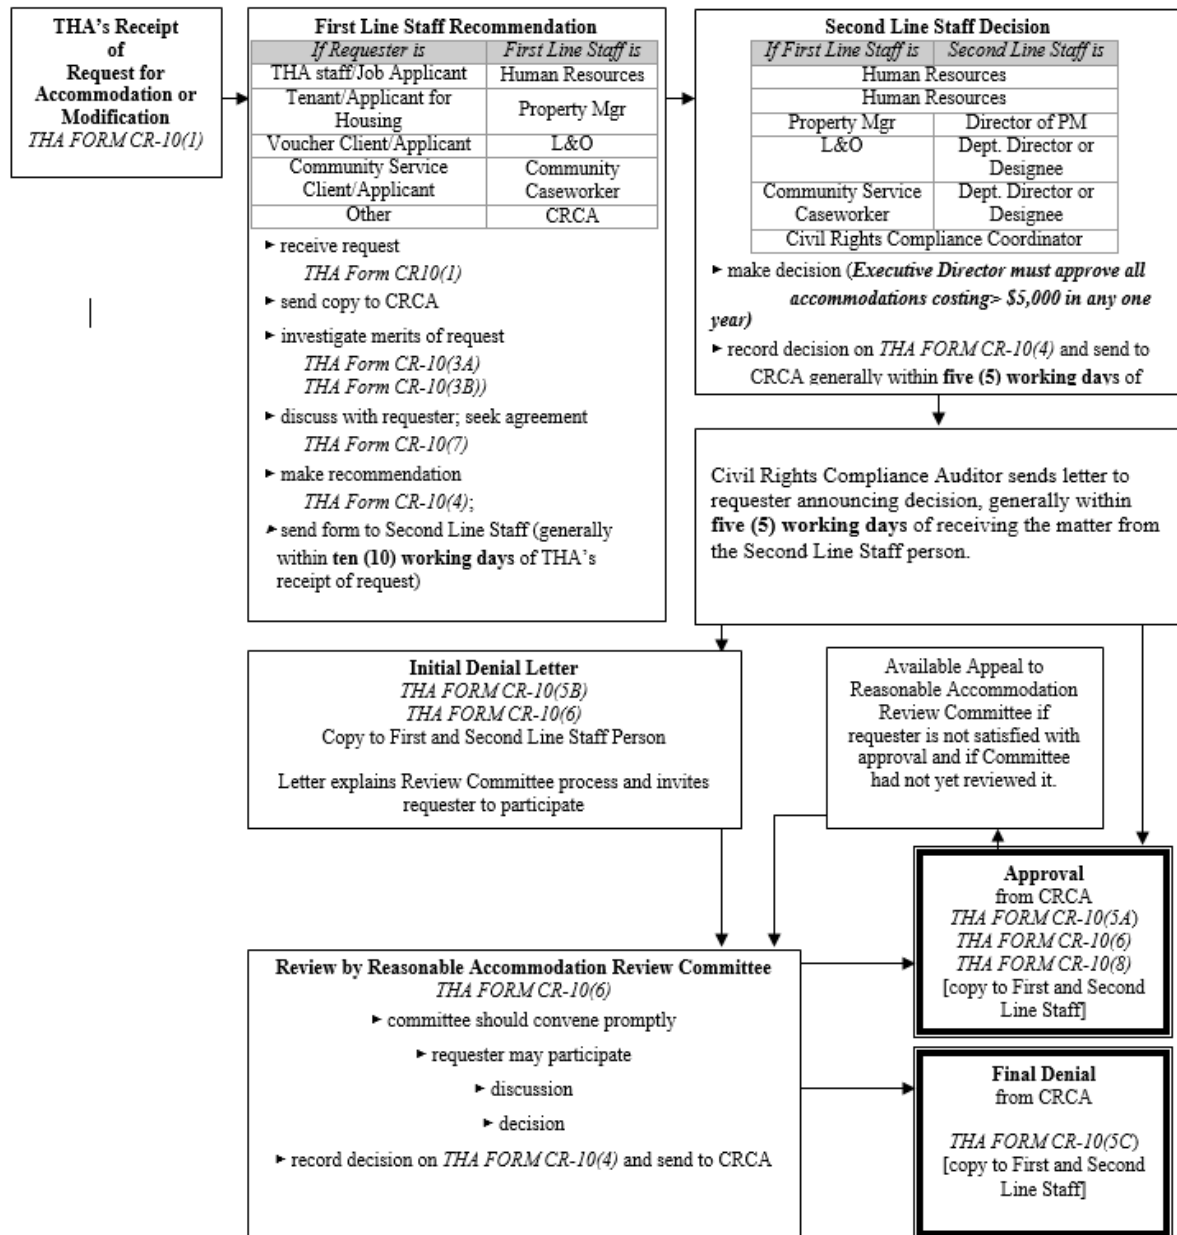 THA's Receipt
of
Request for
Accommodation or
Modification
THA FORM CR-10(1)
First Line Staff Recommendation
If Requester is First Line Staff is
THA staff/Job Applicant Human Resources
Tenant/Applicant for
Housing
Property Mgr
Voucher Client/Applicant L&O
Community Service
Client/Applicant
Community
Caseworker
Other CRCA
► receive request
THA Form CR10(1)
► send copy to CRCA
► investigate merits of request
THA Form CR-10(3A)
THA Form CR-10(3B))
► discuss with requester; seek agreement
THA Form CR-10(7)
► make recommendation
THA Form CR-10(4);
► send form to Second Line Staff (generally
within ten (10) working days of THA's
receipt of request)
Second Line Staff Decision
If First Line Staff is Second Line Staff is
Human Resources
Human Resources
Property Mgr Director of PM
L&O Dept. Director or
Designee
Community Service
Caseworker
Dept. Director or
Designee
Civil Rights Compliance Coordinator
► make decision (Executive Director must approve all
accommodations costing> $5,000 in any one
year)
► record decision on THA FORM CR-10(4) and send to
CRCA generally within five (5) working days of
Civil Rights Compliance Auditor sends letter to
requester announcing decision, generally within
five (5) working days of receiving the matter from
the Second Line Staff person.
Initial Denial Letter
THA FORM CR-10(5B)
THA FORM CR-10(6)
Copy to First and Second Line Staff Person
Letter explains Review Committee process and invites
requester to participate
Available Appeal to
Reasonable Accommodation
Review Committee if
requester is not satisfied with
approval and if Committee
had not yet reviewed it.
Approval
from CRCA
THA FORM CR-10(5A)
THA FORM CR-10(6)
THA FORM CR-10(8)
[copy to First and Second
Line Staff]
Review by Reasonable Accommodation Review Committee
THA FORM CR-10(6)
► committee should convene promptly
► requester may participate
► discussion
► decision
► record decision on THA FORM CR-10(4) and send to CRCA
Final Denial
from CRCA
THA FORM CR-10(5C)
[copy to First and Second
Line Staff]